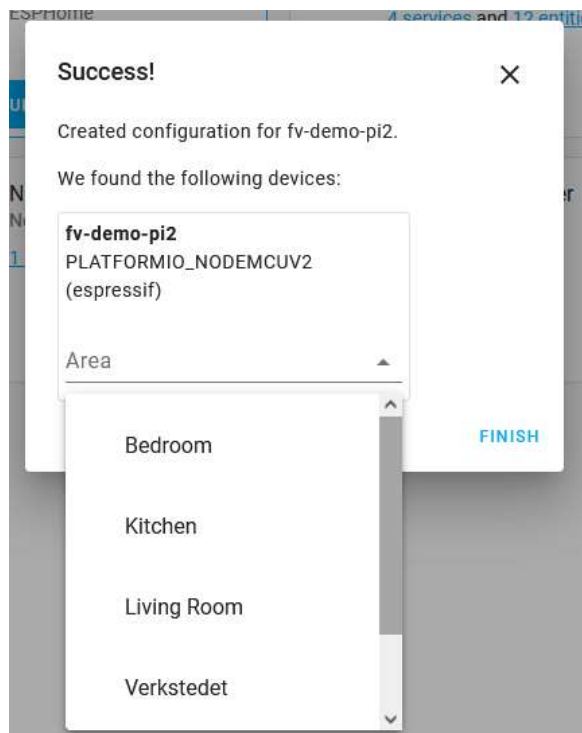 ESPHome
4 services and 12
Success!
Created configuration for fv-demo-pi2.
We found the following devices:
fv-demo-pi2
PLATFORMIO_NODEMCUV2
(espressif)
Area
Bedroom
Kitchen
Living Room
Verkstedet
FINISH